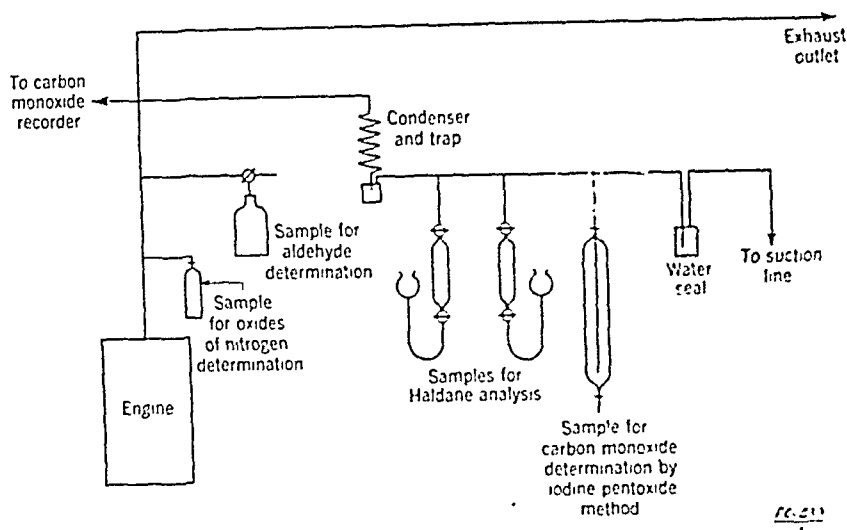 Exhaust
outlet
To carbon
monoxide
recorder
Condenser
and trap
Sample for
aldehyde
determination
Water
seal
To suction
line
Sample
for oxides
of nitrogen
determination
Samples for
Haldane analysis
Engine
Sample for
carbon monoxide
determination by
iodine pentoxide
method